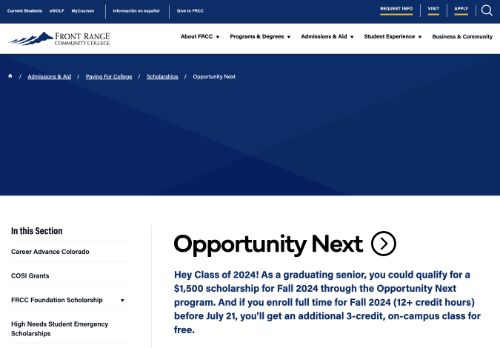 Current Students eWOLF MyCourses Información en español Give to FRCC REQUEST INFO VISIT APPLY
FRONT RANGE
COMMUNITY COLLEGE
About FRCC Programs & Degrees Admissions & Aid Student Experience Business & Community
/ Admissions & Aid / Paying For College / Scholarships / Opportunity Next
In this Section
Career Advance Colorado
COSI Grants
FRCC Foundation Scholarship
High Needs Student Emergency
Scholarships
Opportunity Next
Hey Class of 2024! As a graduating senior, you could qualify for a
$1,500 scholarship for Fall 2024 through the Opportunity Next
program. And if you enroll full time for Fall 2024 (12+ credit hours)
before July 21, you'll get an additional 3-credit, on-campus class for
free.